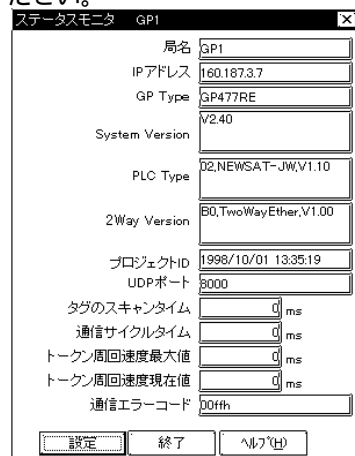 ださい。
ステータスモニタ GP1
局名 GP1
IPアドレス 160.187.3.7
GP Type GP477RE
System Version V2.40
PLC Type 02,NEWSAT-JW,V1.10
2Way Version B0,TwoWayEther,V1.00
プロジェクトID 1998/10/01 13:35:19
UDPポート 8000
タグのスキャンタイム 0 ms
通信サイクルタイム 0 ms
トークン周回速度最大値 0 ms
トークン周回速度現在値 0 ms
通信エラーコード 00ffh
設定 終了 ヘルプ(H)